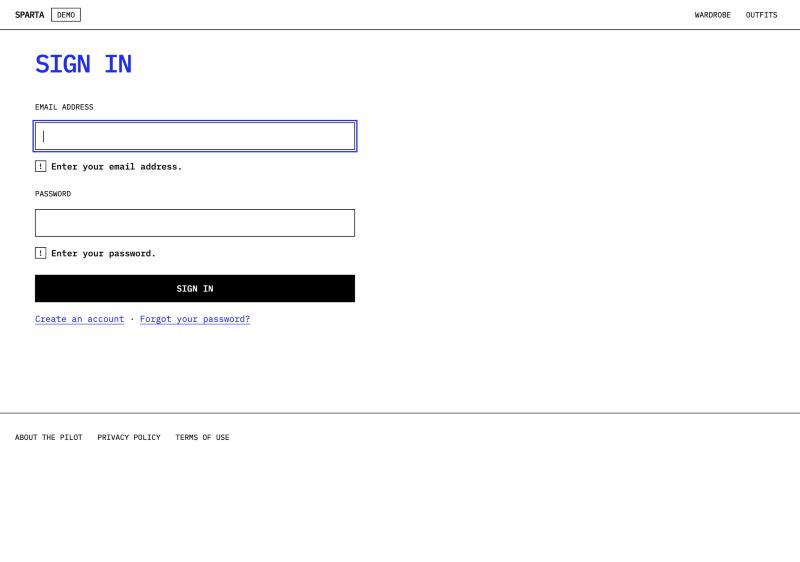 SPARTA DEMO WARDROBE OUTFITS
SIGN IN
EMAIL ADDRESS
! Enter your email address.
PASSWORD
! Enter your password.
SIGN IN
Create an account · Forgot your password?
ABOUT THE PILOT PRIVACY POLICY TERMS OF USE